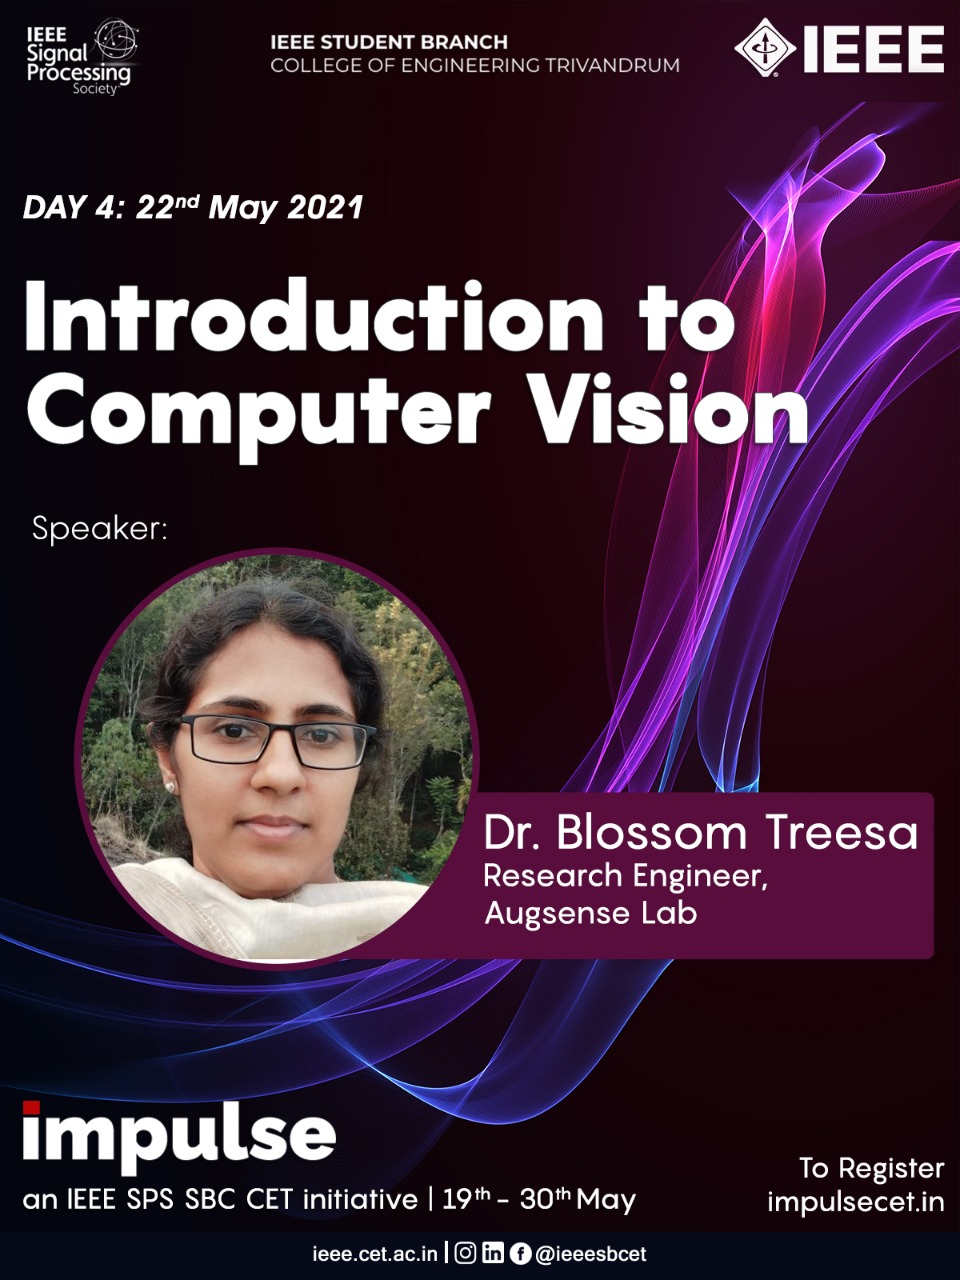 IEEE
Signal
Processing
Society
IEEE STUDENT BRANCH
COLLEGE OF ENGINEERING TRIVANDRUM
IEEE
DAY 4: 22nd May 2021
Introduction to
Computer Vision
Speaker:
Dr. Blossom Treesa
Research Engineer,
Augsense Lab
impulse
an IEEE SPS SBC CET initiative | 19th - 30th May
To Register
impulsecet.in
ieee.cet.ac.in | @ieeesbcet